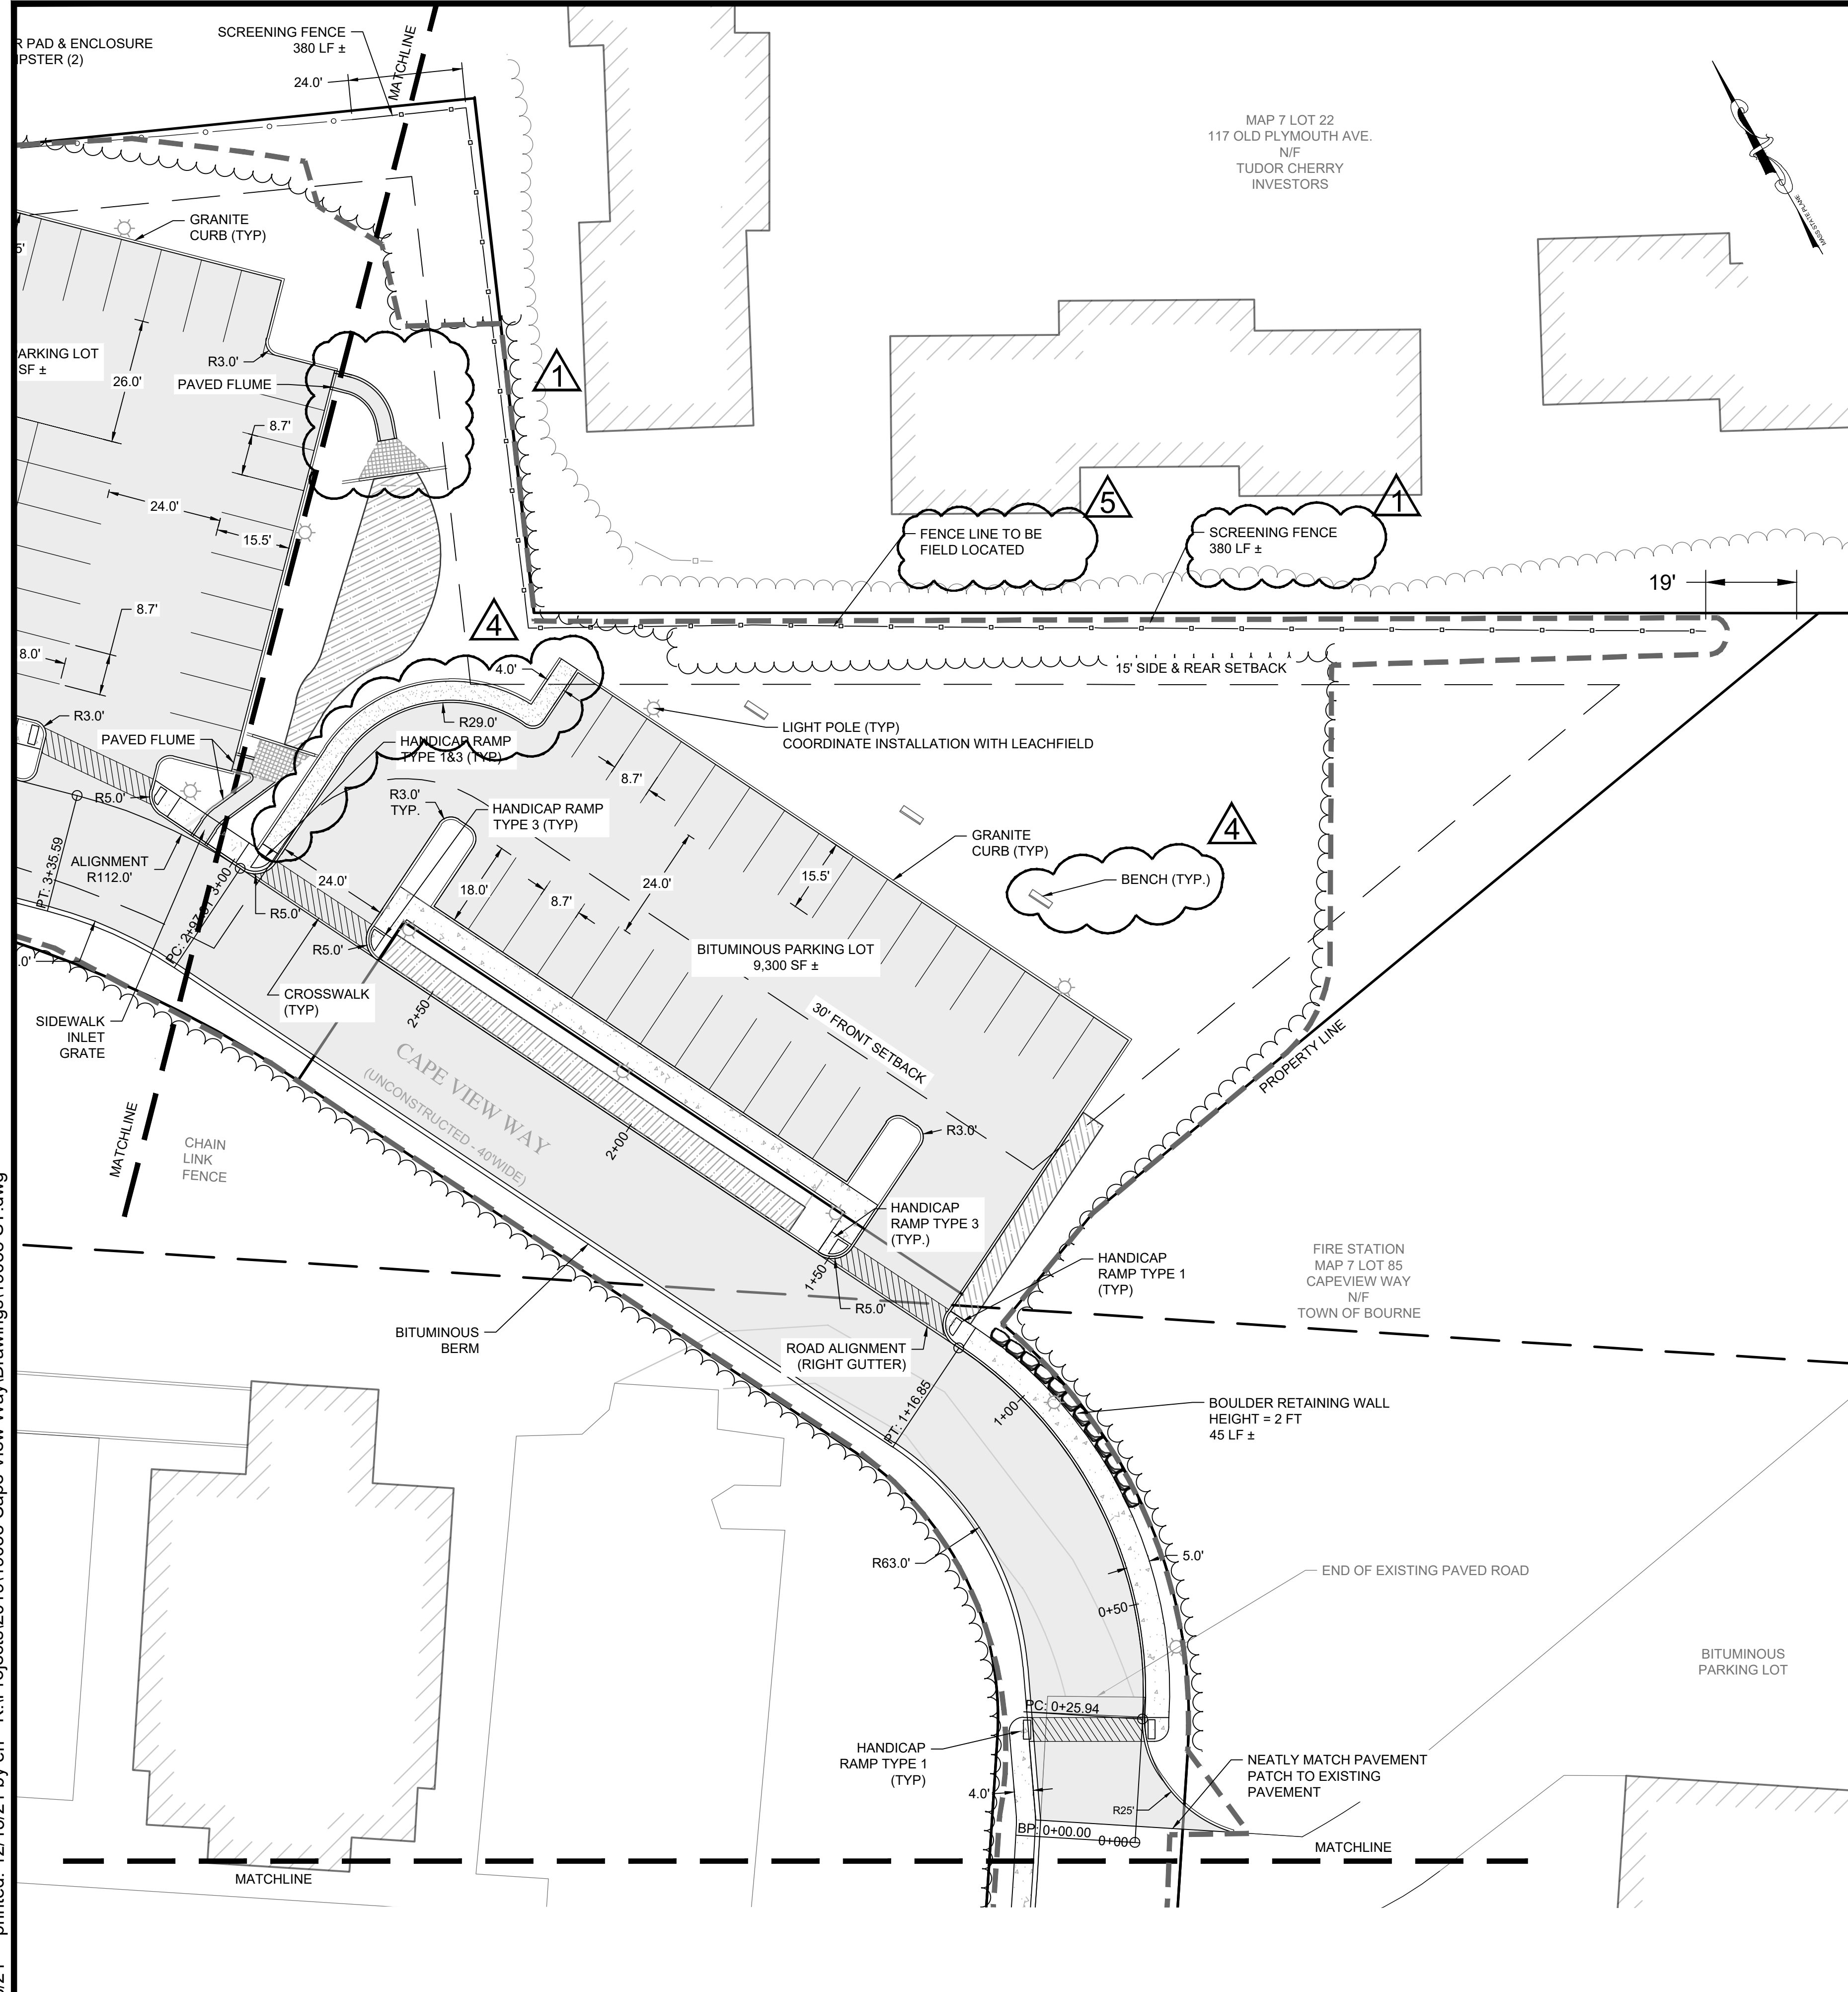 R PAD & ENCLOSURE
PSTER (2)
SCREENING FENCE
380 LF ±
24.0'
MATCHLINE
MAP 7 LOT 22
117 OLD PLYMOUTH AVE.
N/F
TUDOR CHERRY
INVESTORS
MASS STATE PLANE
GRANITE
CURB (TYP)
5'
R3.0'
ARKING LOT
SF ±
26.0'
PAVED FLUME
1
8.7'
24.0'
15.5'
5
FENCE LINE TO BE
FIELD LOCATED
1
SCREENING FENCE
380 LF ±
19'
8.7'
4
8.0'
4.0'
15' SIDE & REAR SETBACK
R3.0'
R29.0'
PAVED FLUME
HANDICAP RAMP
TYPE 1&3 (TYP)
LIGHT POLE (TYP)
COORDINATE INSTALLATION WITH LEACHFIELD
8.7'
R5.0'
R3.0'
TYP.
HANDICAP RAMP
TYPE 3 (TYP)
GRANITE
CURB (TYP)
4
BENCH (TYP.)
PT: 3+35.59
ALIGNMENT
R112.0'
3+00
24.0'
18.0'
8.7'
24.0'
15.5'
R5.0'
R5.0'
.0'
BITUMINOUS PARKING LOT
9,300 SF ±
CROSSWALK
(TYP)
2+50
SIDEWALK
INLET
GRATE
30' FRONT SETBACK
CAPE VIEW WAY
(UNCONSTRUCTED - 40'WIDE)
PROPERTY LINE
MATCHLINE
CHAIN
LINK
FENCE
2+00
R3.0'
HANDICAP
RAMP TYPE 3
(TYP.)
HANDICAP
RAMP TYPE 1
(TYP)
FIRE STATION
MAP 7 LOT 85
CAPEVIEW WAY
N/F
TOWN OF BOURNE
1+50
R5.0'
BITUMINOUS
BERM
ROAD ALIGNMENT
(RIGHT GUTTER)
PT: 1+16.85
1+00
BOULDER RETAINING WALL
HEIGHT = 2 FT
45 LF ±
R63.0'
5.0'
END OF EXISTING PAVED ROAD
0+50
BITUMINOUS
PARKING LOT
PC: 0+25.94
HANDICAP
RAMP TYPE 1
(TYP)
NEATLY MATCH PAVEMENT
PATCH TO EXISTING
PAVEMENT
4.0'
R25'
BP: 0+00.00
0+00
MATCHLINE
MATCHLINE